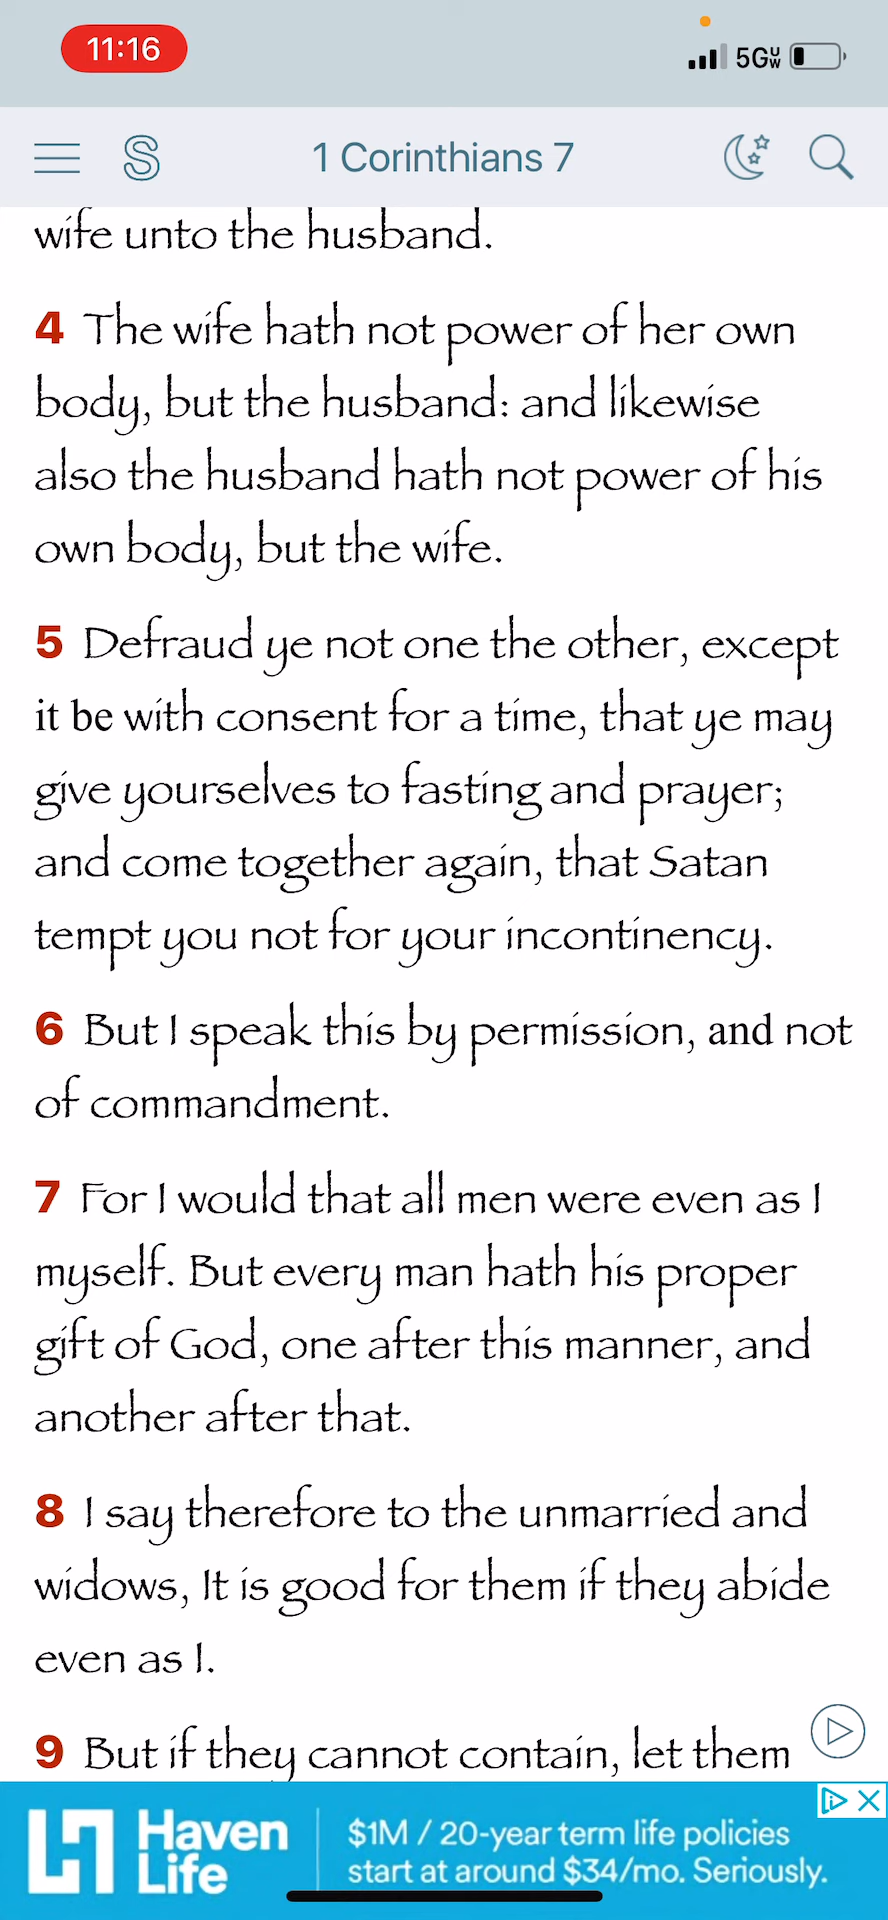 11:16
5GUW
1 Corinthians 7
wife unto the husband.
4 The wife hath not power of her own
body, but the husband: and likewise
also the husband hath not power of his
own body, but the wife.
5 Defraud ye not one the other, except
it be with consent for a time, that ye may
give yourselves to fasting and prayer;
and come together again, that Satan
tempt you not for your incontinency.
6 But I speak this by permission, and not
of commandment.
7 For I would that all men were even as I
myself. But every man hath his proper
gift of God, one after this manner, and
another after that.
8 I say therefore to the unmarried and
widows, It is good for them if they abide
even as I.
9 But if they cannot contain, let them
Haven
Life
$1M / 20-year term life policies
start at around $34/mo. Seriously.